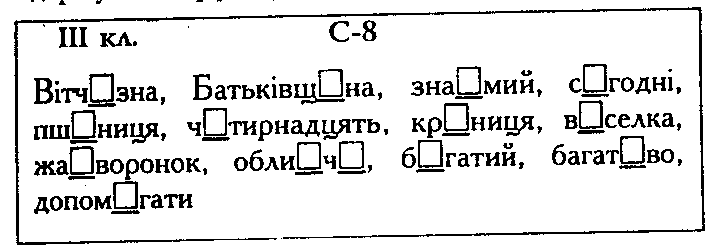 III кл. С-8
Вітч□зна, Батьківщ□на, зна□мий, с□годні,
пш□ниця, ч□тирнадцять, кр□ниця, в□селка,
жа□воронок, обли□ч□, б□гатий, багат□во,
допом□гати